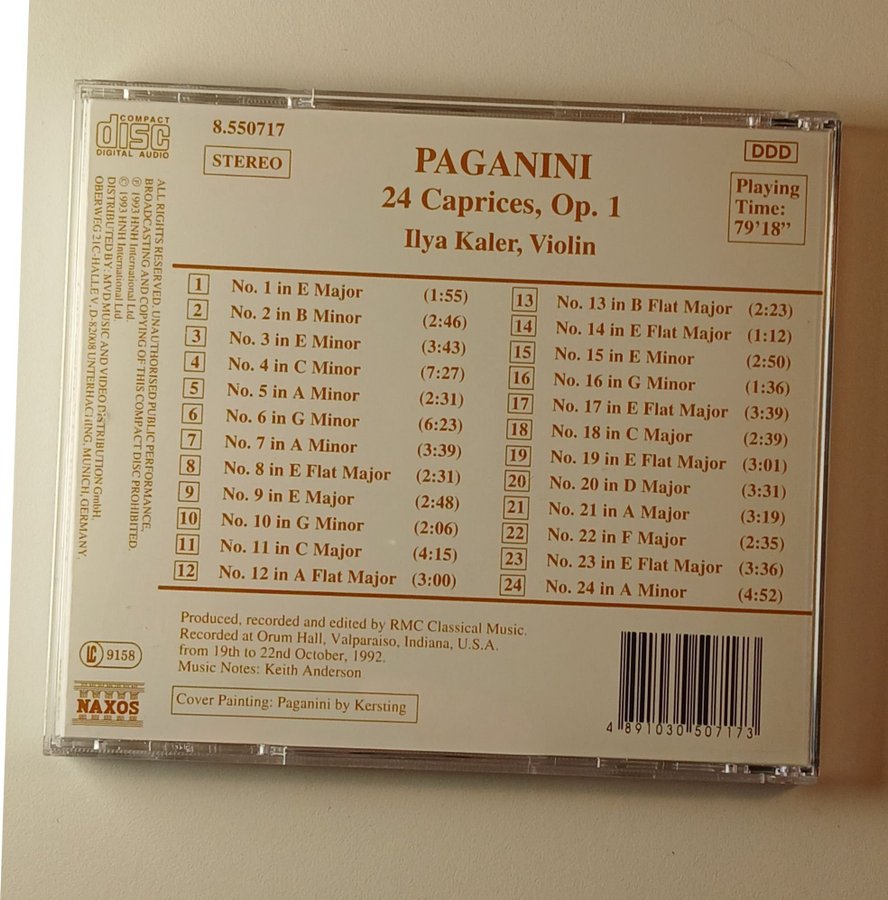 COMPACT
disc
DIGITAL AUDIO
8.550717
STEREO
PAGANINI
24 Caprices, Op. 1
Ilya Kaler, Violin
DDD
Playing
Time:
79'18"
1 No. 1 in E Major (1:55)
2 No. 2 in B Minor (2:46)
3 No. 3 in E Minor (3:43)
4 No. 4 in C Minor (7:27)
5 No. 5 in A Minor (2:31)
6 No. 6 in G Minor (6:23)
7 No. 7 in A Minor (3:39)
8 No. 8 in E Flat Major (2:31)
9 No. 9 in E Major (2:48)
10 No. 10 in G Minor (2:06)
11 No. 11 in C Major (4:15)
12 No. 12 in A Flat Major (3:00)
13 No. 13 in B Flat Major (2:23)
14 No. 14 in E Flat Major (1:12)
15 No. 15 in E Minor (2:50)
16 No. 16 in G Minor (1:36)
17 No. 17 in E Flat Major (3:39)
18 No. 18 in C Major (2:39)
19 No. 19 in E Flat Major (3:01)
20 No. 20 in D Major (3:31)
21 No. 21 in A Major (3:19)
22 No. 22 in F Major (2:35)
23 No. 23 in E Flat Major (3:36)
24 No. 24 in A Minor (4:52)
Produced, recorded and edited by RMC Classical Music.
Recorded at Orum Hall, Valparaiso, Indiana, U.S.A.
from 19th to 22nd October, 1992.
Music Notes: Keith Anderson
Cover Painting: Paganini by Kersting
ALL RIGHTS RESERVED. UNAUTHORISED PUBLIC PERFORMANCE,
BROADCASTING AND COPYING OF THIS COMPACT DISC PROHIBITED.
℗ 1993 HNH International Ltd.
© 1993 HNH International Ltd.
DISTRIBUTED BY: MVD MUSIC AND VIDEO DISTRIBUTION GmbH,
OBERWEG 21C-HALLE V, D-82008 UNTERHACHING, MUNICH, GERMANY.
LC 9158
NAXOS
4 891030 507173